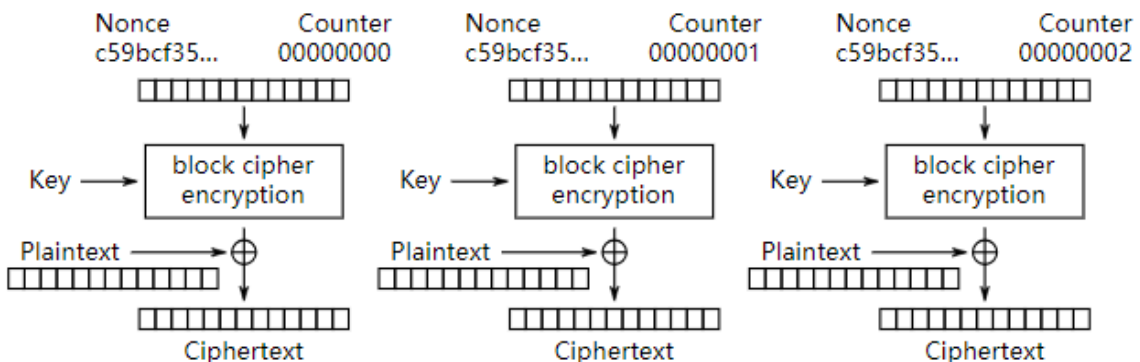 Nonce Counter Nonce Counter Nonce Counter
c59bcf35... 00000000 c59bcf35... 00000001 c59bcf35... 00000002
block cipher block cipher block cipher
Key Key Key
encryption encryption encryption
Plaintext Plaintext Plaintext
Ciphertext Ciphertext Ciphertext